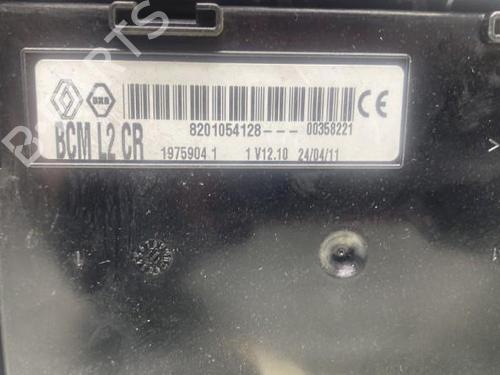 8201054128--- 00358221
BCM L2 CR 1975904 1 1 V12.10 24/04/11
CE